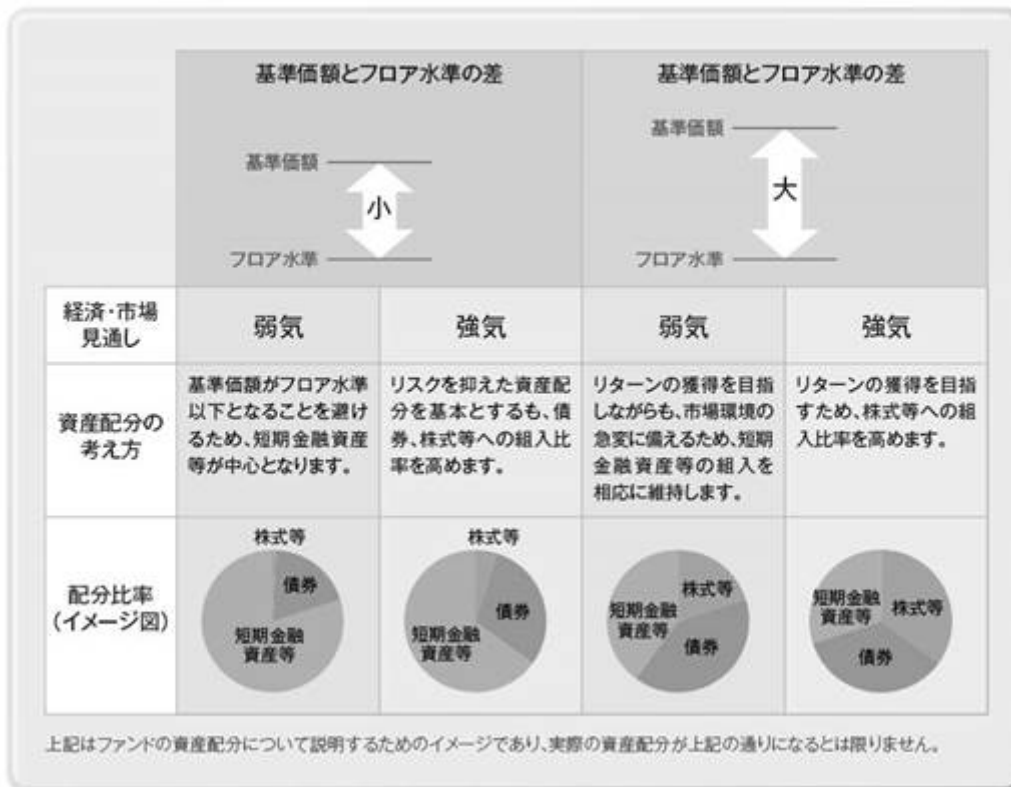 基準価額とフロア水準の差
基準価額
小
フロア水準
基準価額とフロア水準の差
基準価額
大
フロア水準
経済・市場
見通し
弱気
強気
弱気
強気
資産配分の
考え方
基準価額がフロア水準
以下となることを避け
るため、短期金融資産
等が中心となります。
リスクを抑えた資産配
分を基本とするも、債
券、株式等への組入比
率を高めます。
リターンの獲得を目指
しながらも、市場環境の
急変に備えるため、短期
金融資産等の組入を
相応に維持します。
リターンの獲得を目指
すため、株式等への組
入比率を高めます。
配分比率
(イメージ図)
株式等
債券
短期金融
資産等
株式等
債券
短期金融
資産等
株式等
短期金融
資産等
債券
短期金融
資産等
株式等
債券
上記はファンドの資産配分について説明するためのイメージであり、実際の資産配分が上記の通りになるとは限りません。